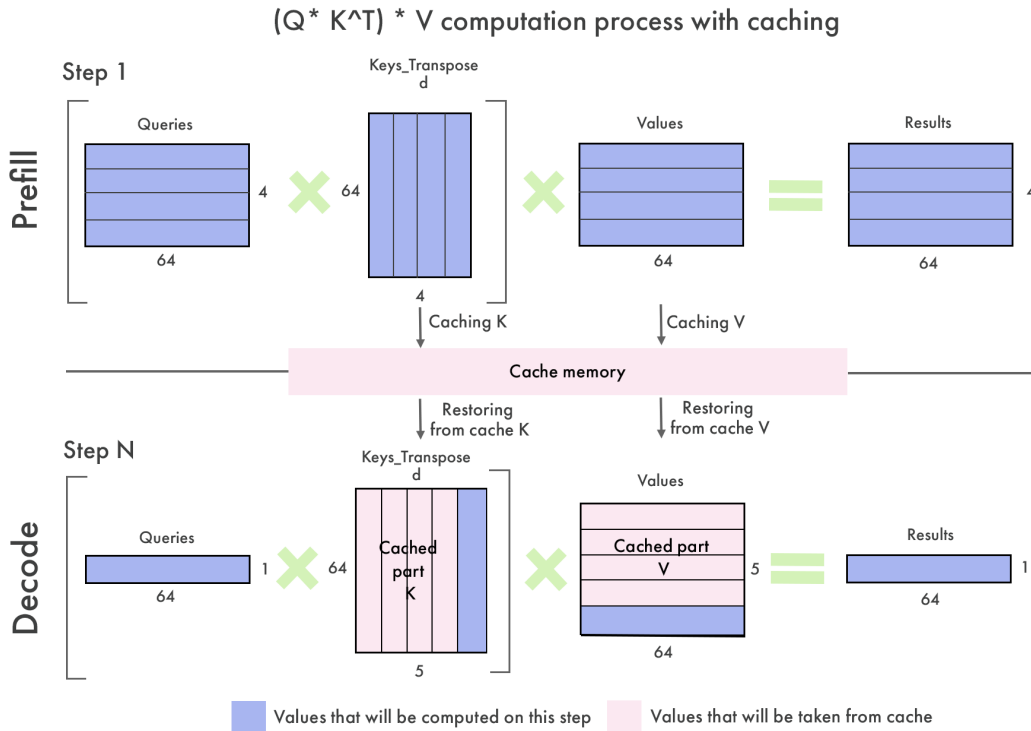 (Q* K^T) * V computation process with caching
Step 1
Prefill
Queries
4
64
Keys_Transpose
d
64
4
Values
64
Results
4
64
Caching K
Caching V
Cache memory
Restoring
from cache K
Restoring
from cache V
Step N
Decode
Queries
1
64
Keys_Transpose
d
64
Cached
part
K
5
Values
Cached part
V
5
64
Results
1
64
Values that will be computed on this step
Values that will be taken from cache